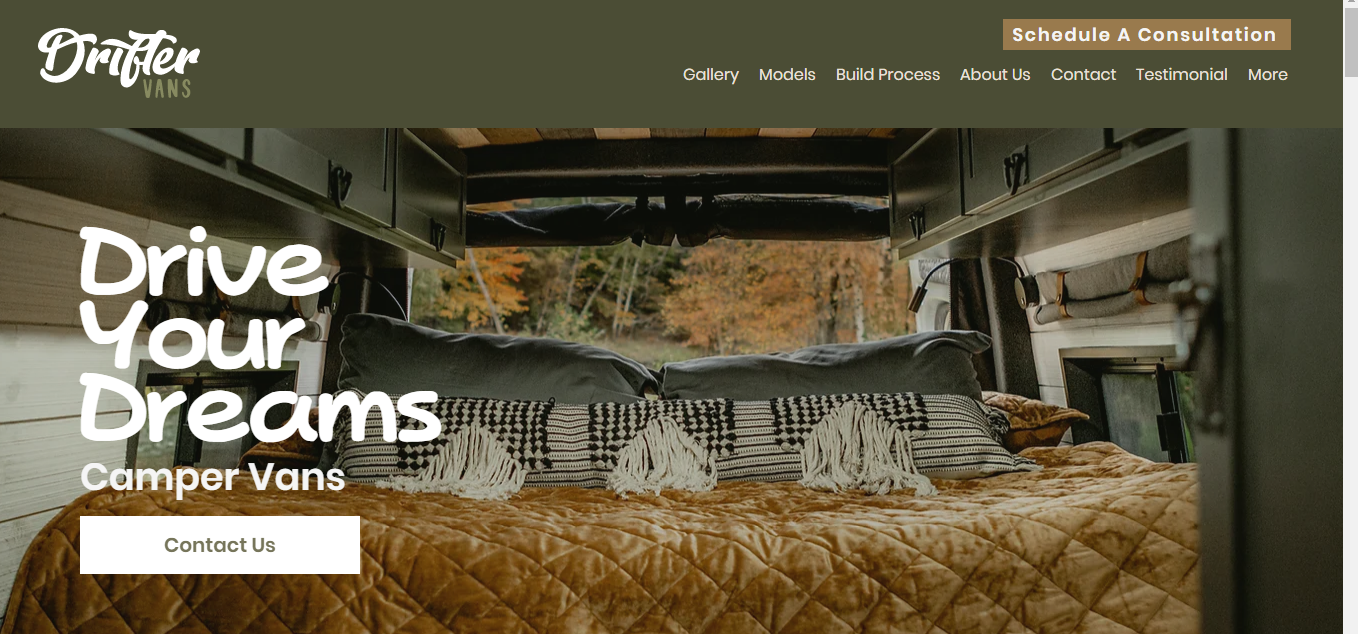 Drifter
VANS
Schedule A Consultation
Gallery Models Build Process About Us Contact Testimonial More
Drive
Your
Dreams
Camper Vans
Contact Us